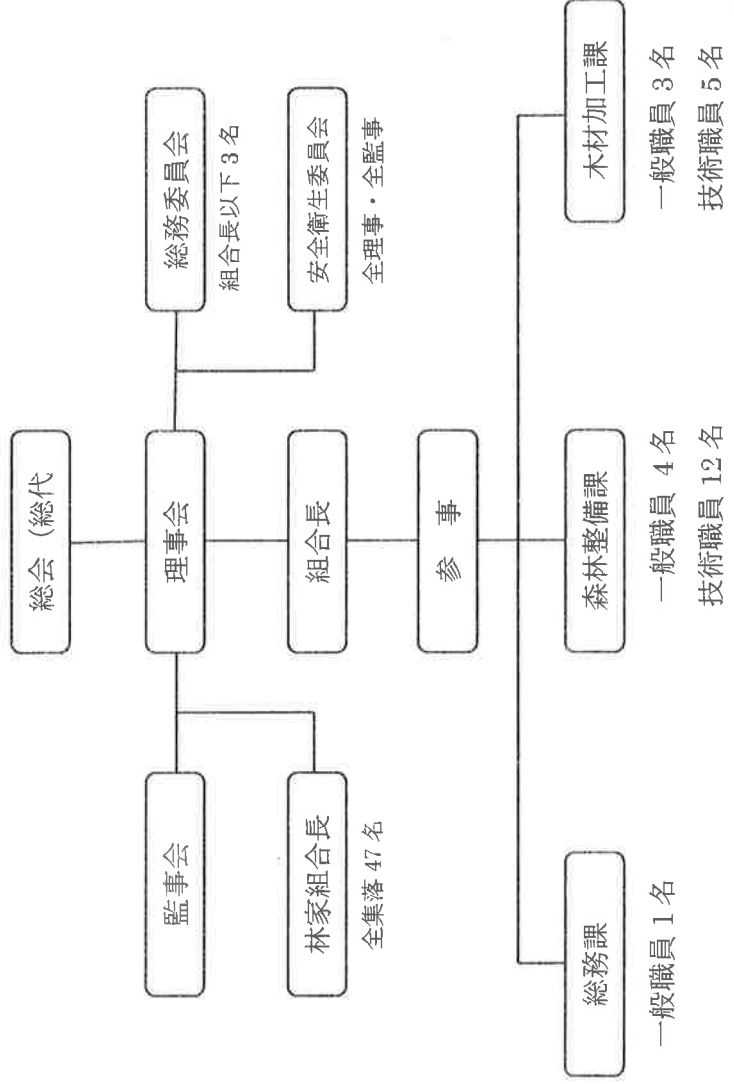 総会（総代
監事会
理事会
総務委員会
組合長以下3名
林家組合長
全集落 47名
組合長
安全衛生委員会
全理事・全監事
参　事
総務課
一般職員 1名
森林整備課
一般職員 4名
技術職員 12名
木材加工課
一般職員 3名
技術職員 5名